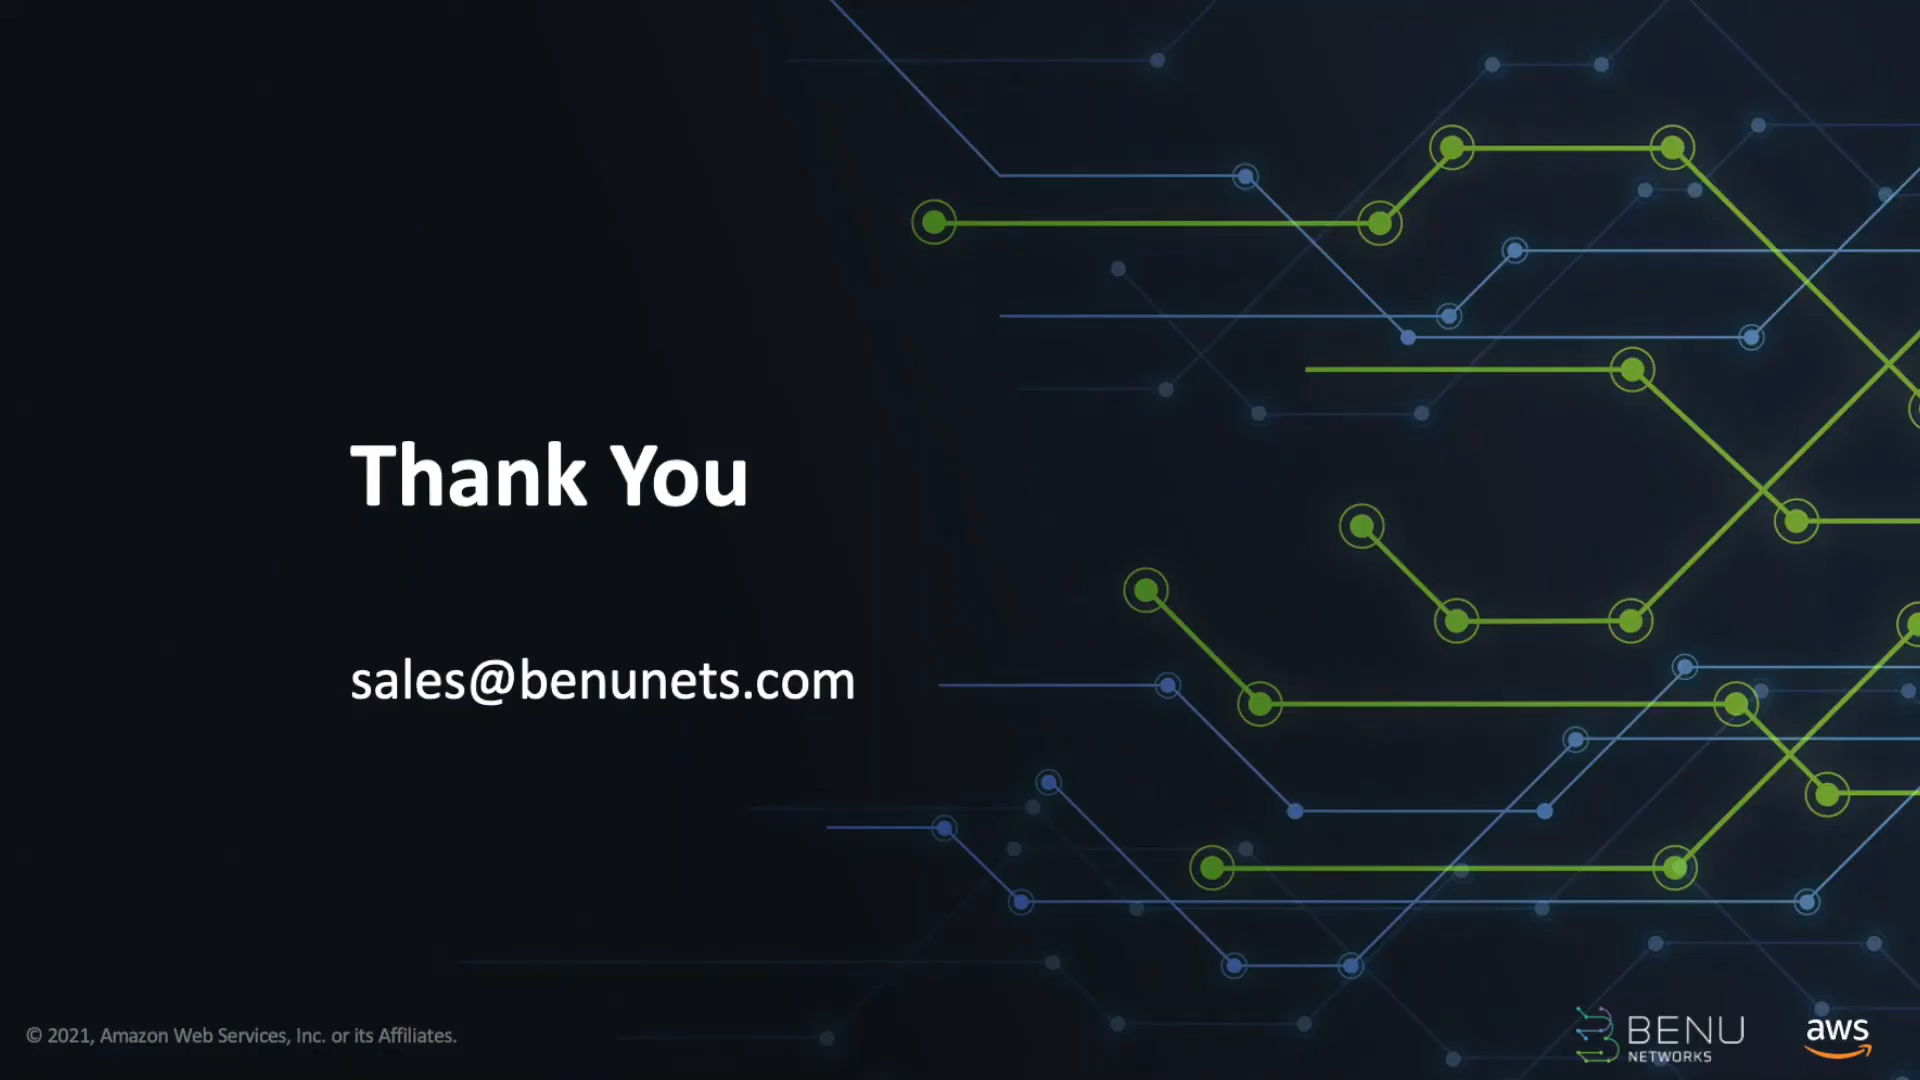 Thank You
sales@benunets.com
© 2021, Amazon Web Services, Inc. or its Affiliates.
BENU
NETWORKS
aws